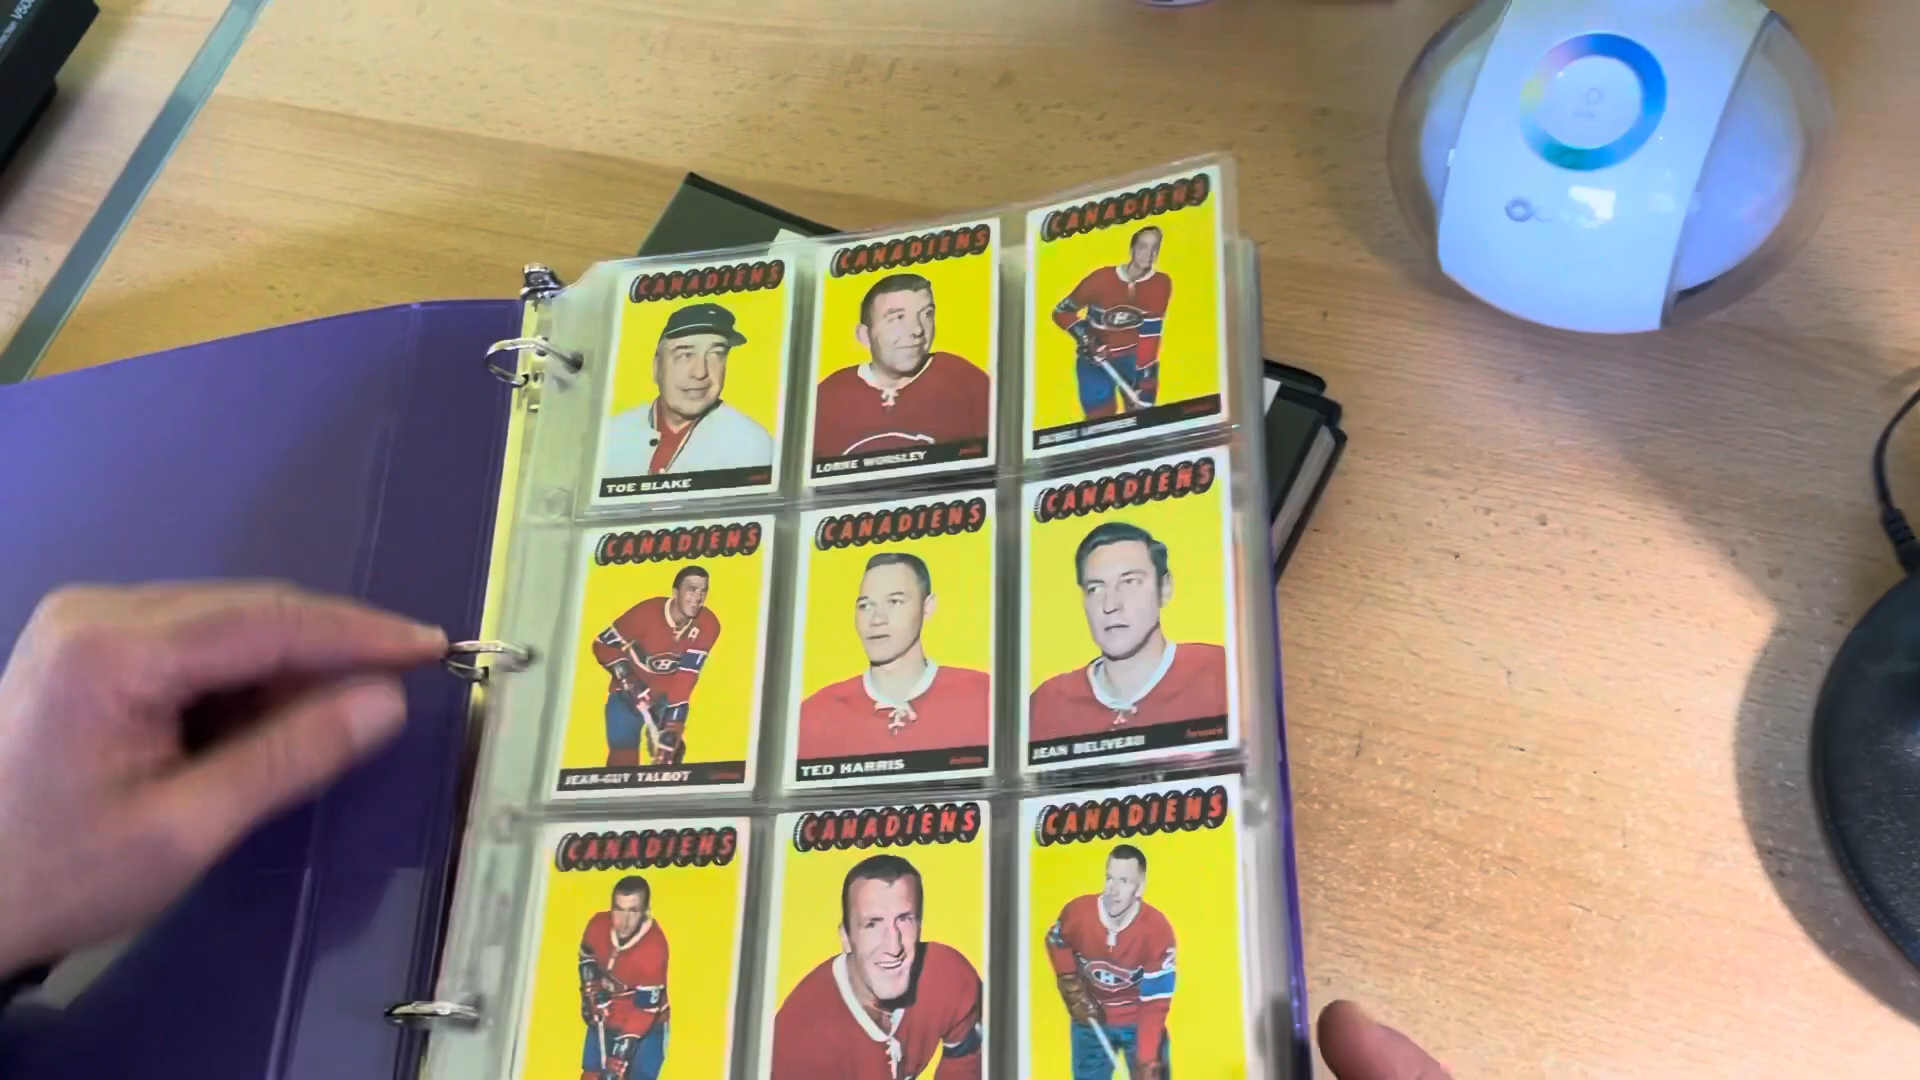 CANADIENS
CANADIENS
CANADIENS
TOE BLAKE
LORNE WORSLEY
CANADIENS
CANADIENS
CANADIENS
JEAN-GUY TALBOT
TED HARRIS
JEAN BELIVEAU
forward
CANADIENS
CANADIENS
CANADIENS